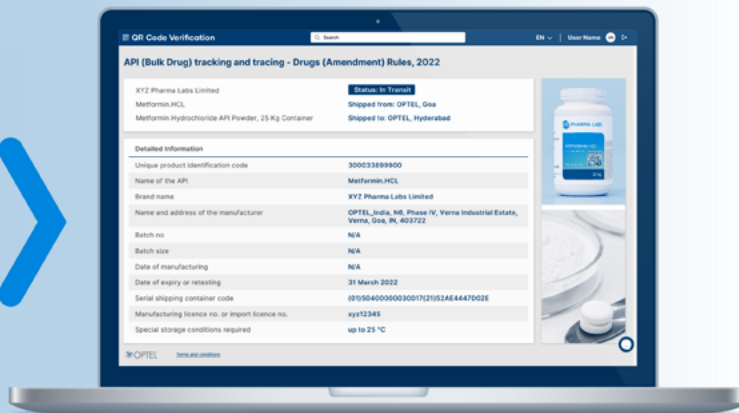 QR Code Verification
Search
EN
User Name
API (Bulk Drug) tracking and tracing - Drugs (Amendment) Rules, 2022
XYZ Pharma Labs Limited
Status: In Transit
Metformin.HCL
Shipped from: OPTEL, Goa
Metformin Hydrochloride API Powder, 25 Kg Container
Shipped to: OPTEL, Hyderabad
Detailed Information
Unique product identification code
300033899900
Name of the API
Metformin.HCL
Brand name
XYZ Pharma Labs Limited
Name and address of the manufacturer
OPTEL_India, N6, Phase IV, Verna Industrial Estate,
Verna, Goa, IN, 403722
Batch no
N/A
Batch size
N/A
Date of manufacturing
N/A
Date of expiry or retesting
31 March 2022
Serial shipping container code
(01)50400000030017(21)52AE4447D02E
Manufacturing licence no. or import licence no.
xyz12345
Special storage conditions required
up to 25 °C
OPTEL
Terms and conditions
PHARMA LABS